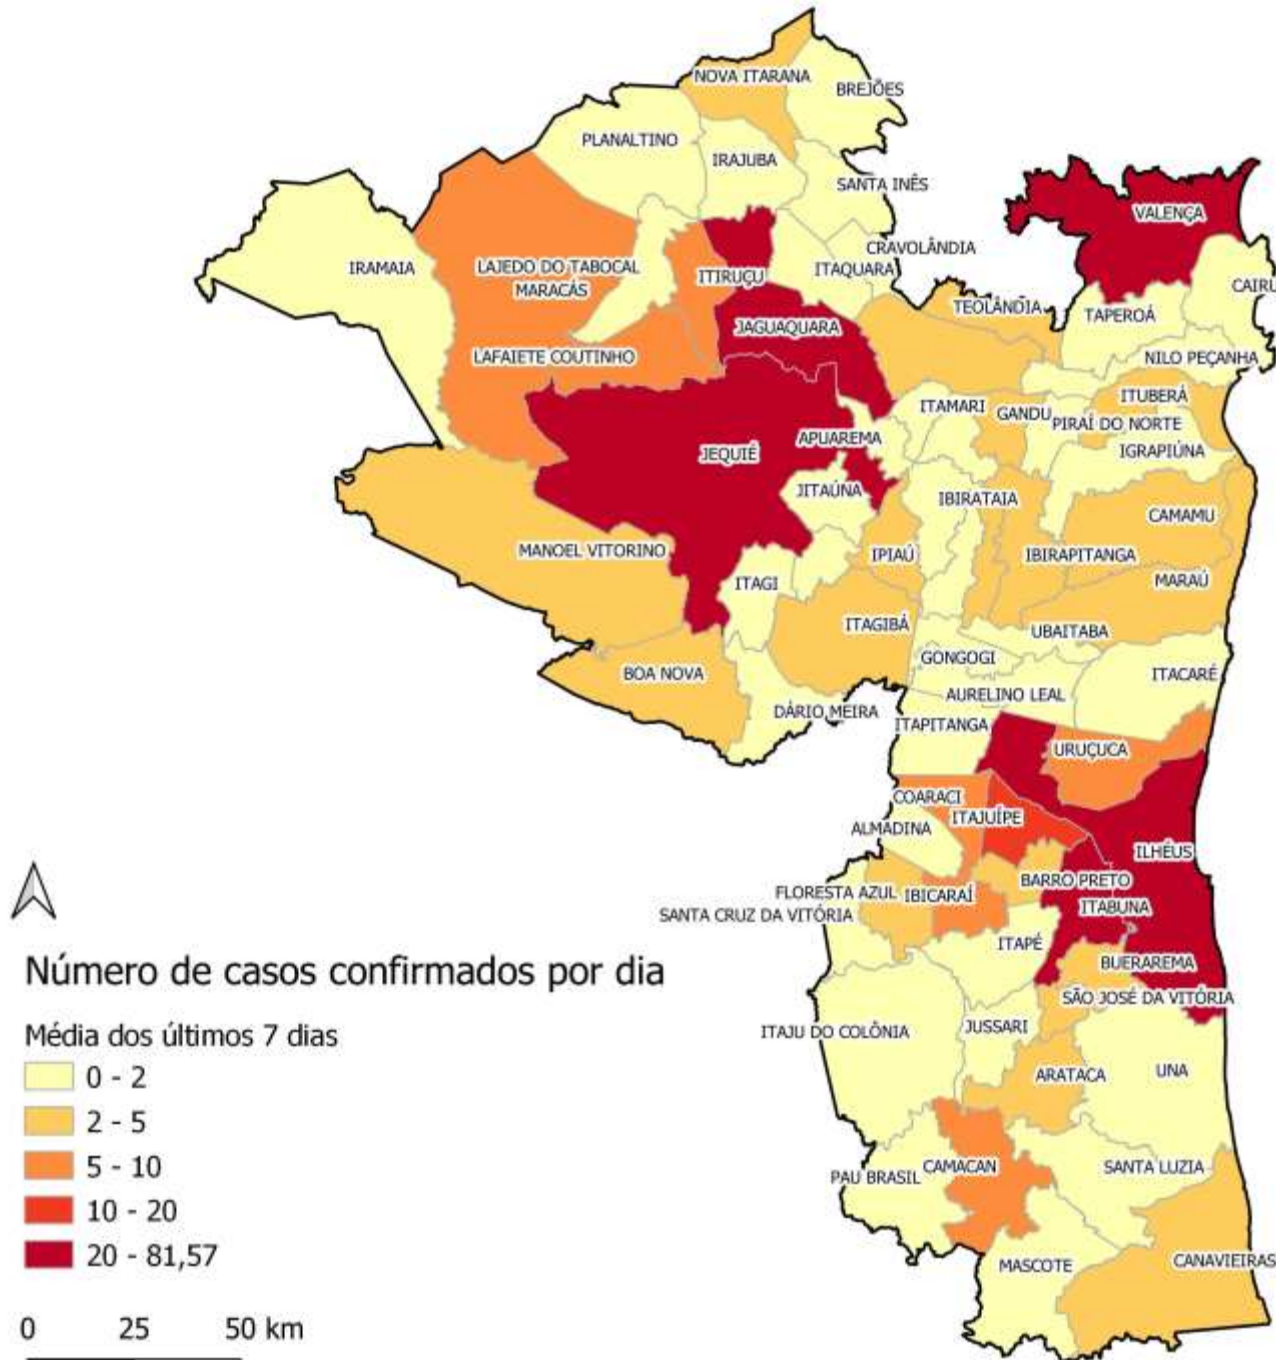 NOVA ITARANA
BREJÕES
PLANALTINO
IRAJUBA
SANTA INÊS
VALENÇA
CRAVOLÂNDIA
IRAMAIA
LAJEDO DO TABOCAL
ITIRUÇU
ITAQUARA
MARACÁS
CAIRU
TEOLÂNDIA
TAPEROÁ
JAGUAQUARA
LAFAIETE COUTINHO
NILO PEÇANHA
ITUBERÁ
ITAMARI
GANDU
PIRAÍ DO NORTE
APUAREMA
IGRAPIÚNA
JEQUIÉ
JITAÚNA
IBIRATAIA
CAMAMU
MANOEL VITORINO
IPIAÚ
IBIRAPITANGA
MARAÚ
ITAGI
ITAGIBÁ
UBAITABA
GONGOGI
BOA NOVA
ITACARÉ
AURELINO LEAL
DÁRIO MEIRA
ITAPITANGA
URUÇUCA
COARACI
ITAJUÍPE
ALMADINA
ILHÉUS
BARRO PRETO
FLORESTA AZUL
IBICARAÍ
ITABUNA
SANTA CRUZ DA VITÓRIA
ITAPÉ
BUERAREMA
SÃO JOSÉ DA VITÓRIA
ITAJU DO COLÔNIA
JUSSARI
ARATACA
UNA
PAU BRASIL
CAMACAN
SANTA LUZIA
MASCOTE
CANAVIEIRAS
Número de casos confirmados por dia
Média dos últimos 7 dias
0 - 2
2 - 5
5 - 10
10 - 20
20 - 81,57
0 25 50 km